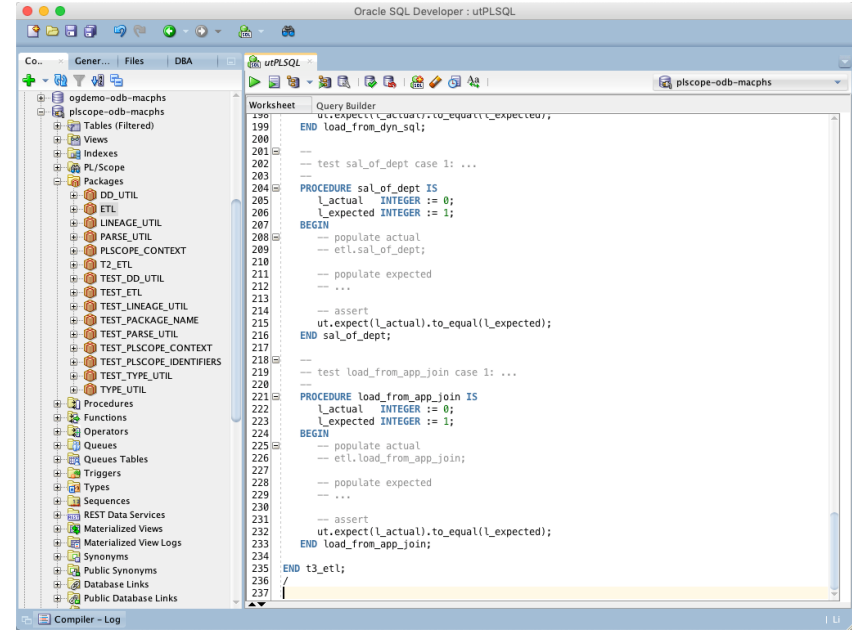 Oracle SQL Developer : utPLSQL
Co..
Gener...
Files
DBA
utPLSQL
plscope-odb-macphs
Worksheet
Query Builder
ogdemo-odb-macphs
plscope-odb-macphs
Tables (Filtered)
Views
Indexes
PL/Scope
Packages
DD_UTIL
ETL
LINEAGE_UTIL
PARSE_UTIL
PLSCOPE_CONTEXT
T2_ETL
TEST_DD_UTIL
TEST_ETL
TEST_LINEAGE_UTIL
TEST_PACKAGE_NAME
TEST_PARSE_UTIL
TEST_PLSCOPE_CONTEXT
TEST_PLSCOPE_IDENTIFIERS
TEST_TYPE_UTIL
TYPE_UTIL
Procedures
Functions
Operators
Queues
Queues Tables
Triggers
Types
Sequences
REST Data Services
Materialized Views
Materialized View Logs
Synonyms
Public Synonyms
Database Links
Public Database Links
198 ut.expect(l_actual).to_equal(l_expected);
199 END load_from_dyn_sql;
200
201 --
202 -- test sal_of_dept case 1: ...
203 --
204 PROCEDURE sal_of_dept IS
205 l_actual INTEGER := 0;
206 l_expected INTEGER := 1;
207 BEGIN
208 -- populate actual
209 -- etl.sal_of_dept;
210
211 -- populate expected
212 -- ...
213
214 -- assert
215 ut.expect(l_actual).to_equal(l_expected);
216 END sal_of_dept;
217
218 --
219 -- test load_from_app_join case 1: ...
220 --
221 PROCEDURE load_from_app_join IS
222 l_actual INTEGER := 0;
223 l_expected INTEGER := 1;
224 BEGIN
225 -- populate actual
226 -- etl.load_from_app_join;
227
228 -- populate expected
229 -- ...
230
231 -- assert
232 ut.expect(l_actual).to_equal(l_expected);
233 END load_from_app_join;
234
235 END t3_etl;
236 /
237
Compiler - Log